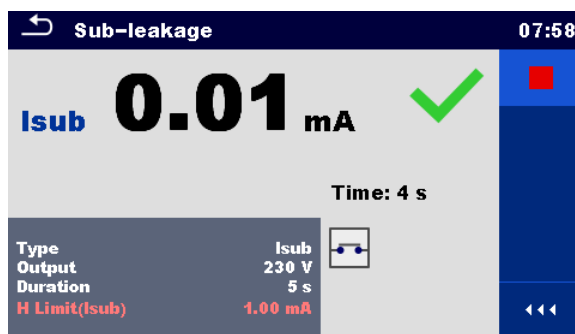 Sub-leakage 07:58
Isub 0.01 mA
Time: 4 s
Type Isub
Output 230 V
Duration 5 s
H Limit(Isub) 1.00 mA